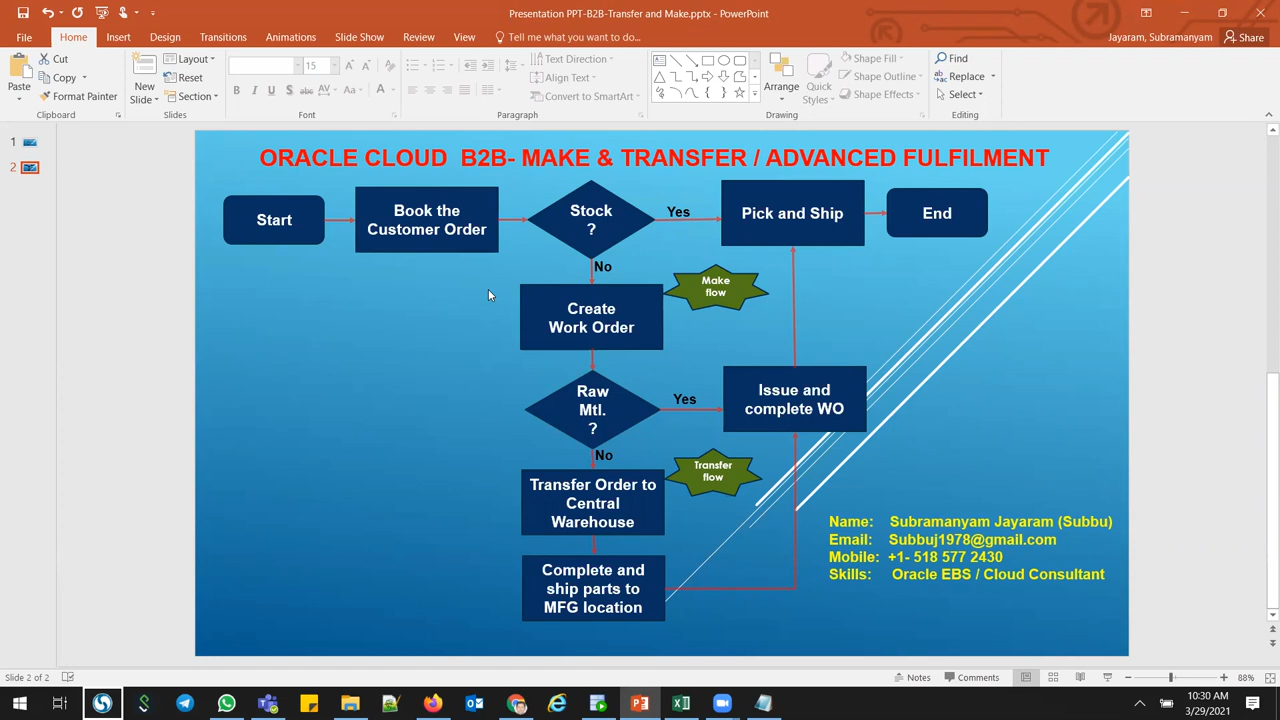 Presentation PPT-B2B-Transfer and Make.pptx - PowerPoint
File Home Insert Design Transitions Animations Slide Show Review View Tell me what you want to do... Jayaram, Subramanyam Share
Paste
Cut
Copy
Format Painter
Clipboard
New
Slide
Layout
Reset
Section
Slides
15
B I U S abc AV Aa A
Font
Text Direction
Align Text
Convert to SmartArt
Paragraph
Arrange
Quick
Styles
Shape Fill
Shape Outline
Shape Effects
Drawing
Find
Replace
Select
Editing
1
2
ORACLE CLOUD B2B- MAKE & TRANSFER / ADVANCED FULFILMENT
Start
Book the
Customer Order
Stock
?
Yes
Pick and Ship
End
No
Make
flow
Create
Work Order
Raw
Mtl.
?
Yes
Issue and
complete WO
No
Transfer
flow
Transfer Order to
Central
Warehouse
Complete and
ship parts to
MFG location
Name: Subramanyam Jayaram (Subbu)
Email: Subbuj1978@gmail.com
Mobile: +1- 518 577 2430
Skills: Oracle EBS / Cloud Consultant
Slide 2 of 2
Notes Comments 88%
10:30 AM
3/29/2021